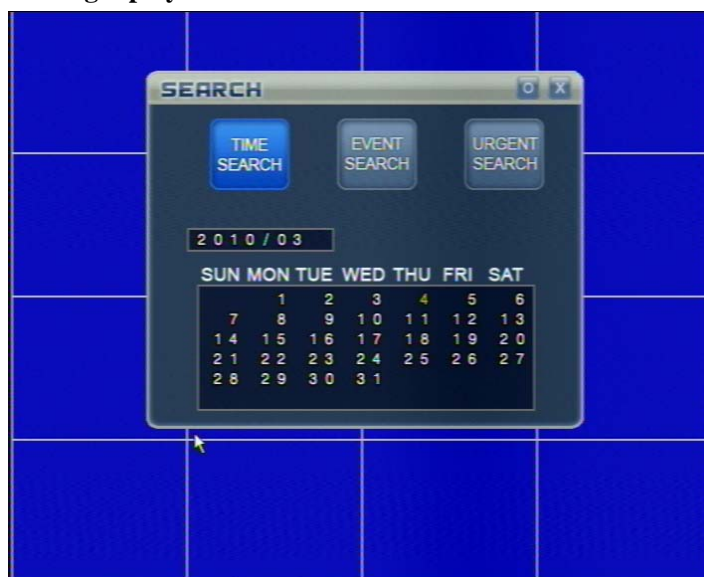 SEARCH O X
TIME SEARCH EVENT SEARCH URGENT SEARCH
2010/03
SUN MON TUE WED THU FRI SAT
1 2 3 4 5 6
7 8 9 10 11 12 13
14 15 16 17 18 19 20
21 22 23 24 25 26 27
28 29 30 31